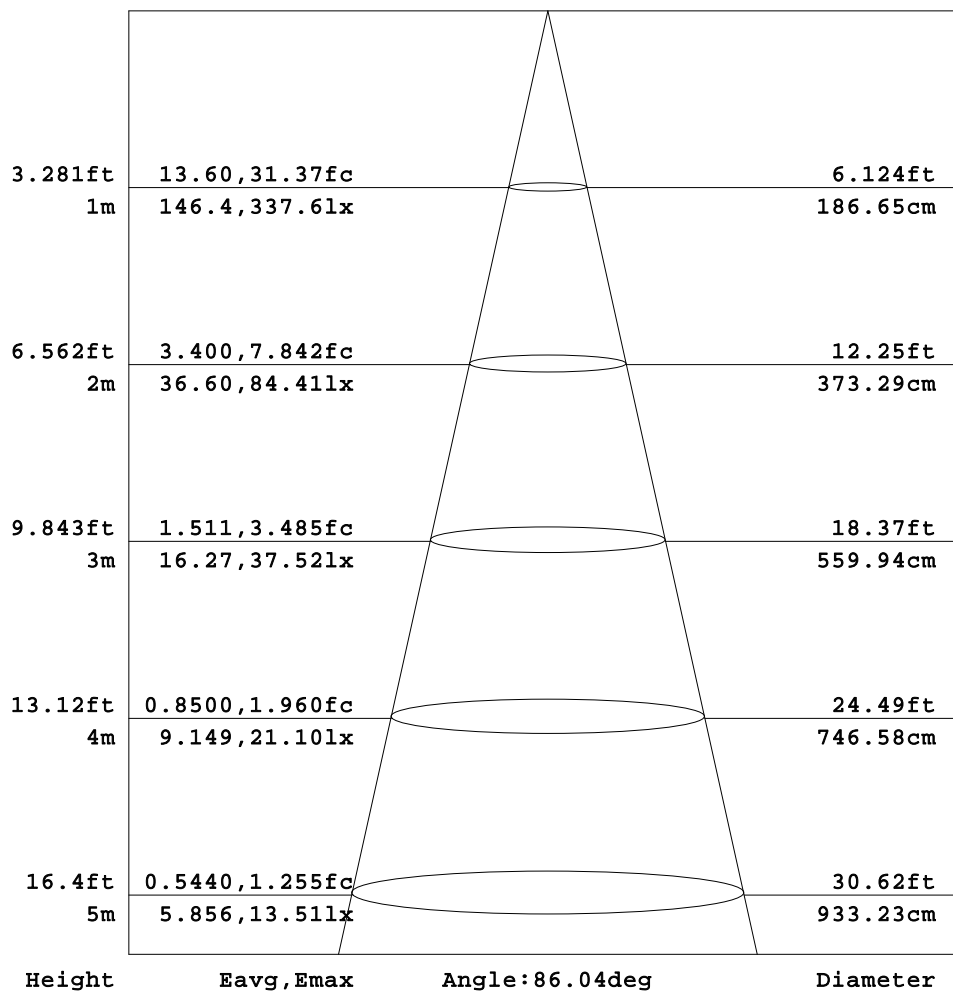 3.281ft 13.60,31.37fc 6.124ft
1m 146.4,337.6lx 186.65cm
6.562ft 3.400,7.842fc 12.25ft
2m 36.60,84.41lx 373.29cm
9.843ft 1.511,3.485fc 18.37ft
3m 16.27,37.52lx 559.94cm
13.12ft 0.8500,1.960fc 24.49ft
4m 9.149,21.10lx 746.58cm
16.4ft 0.5440,1.255fc 30.62ft
5m 5.856,13.51lx 933.23cm
Height Eavg,Emax Angle:86.04deg Diameter